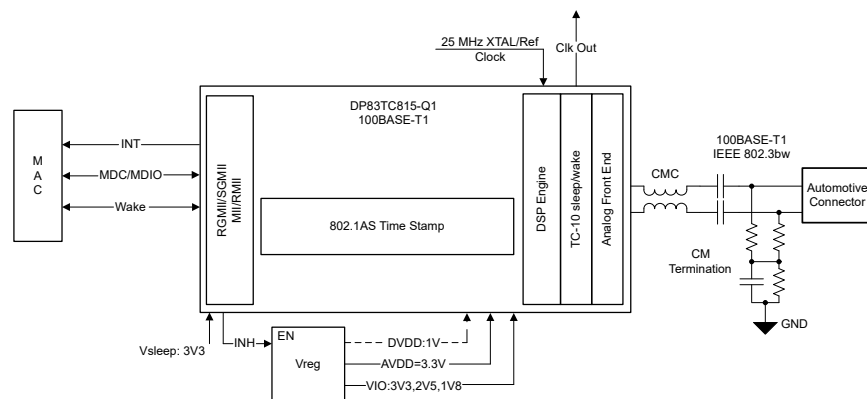 25 MHz XTAL/Ref
Clock
Clk Out
DP83TC815-Q1
100BASE-T1
M
A
C
INT
MDC/MDIO
Wake
RGMII/SGMII
MII/RMII
802.1AS Time Stamp
DSP Engine
TC-10 sleep/wake
Analog Front End
CMC
100BASE-T1
IEEE 802.3bw
Automotive
Connector
CM
Termination
GND
Vsleep: 3V3
INH
EN
Vreg
DVDD:1V
AVDD=3.3V
VIO:3V3,2V5,1V8